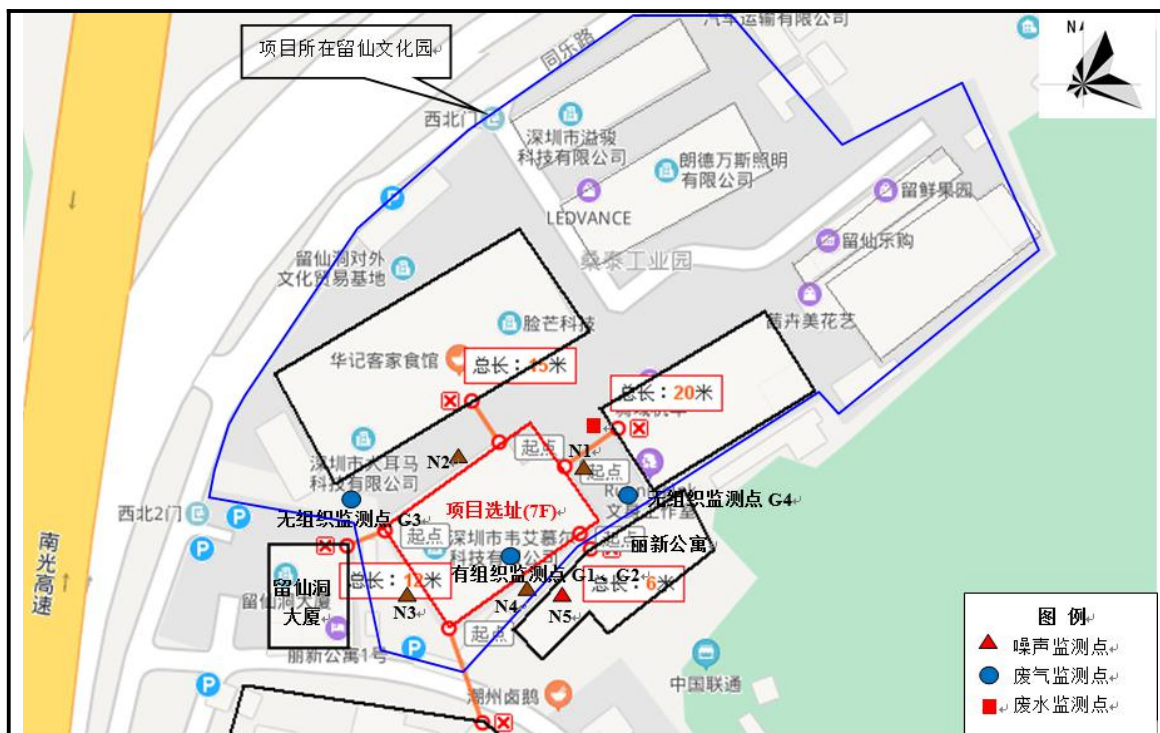 项目所在留仙文化园
同乐路
汽车运输有限公司
N
西北门
深圳市溢骏
科技有限公司
朗德万斯照明
有限公司
LEDVANCE
留鲜果园
留仙乐购
桑泰工业园
茜卉美花艺
留仙洞对外
文化贸易基地
脸芒科技
华记客家食馆
总长：15米
总长：20米
起点
N1
起点
N2
深圳市大耳马
科技有限公司
无组织监测点 G4
文具工作室
西北2门
无组织监测点 G3
项目选址(7F)
起点
深圳市韦艾慕尔
科技有限公司
起点
丽新公寓
有组织监测点 G1、G2
总长：12米
总长：6米
留仙洞
大厦
留仙洞大厦
N3
N4
N5
起点
丽新公寓1号
南光高速
潮州卤鹅
中国联通
图 例
噪声监测点
废气监测点
废水监测点